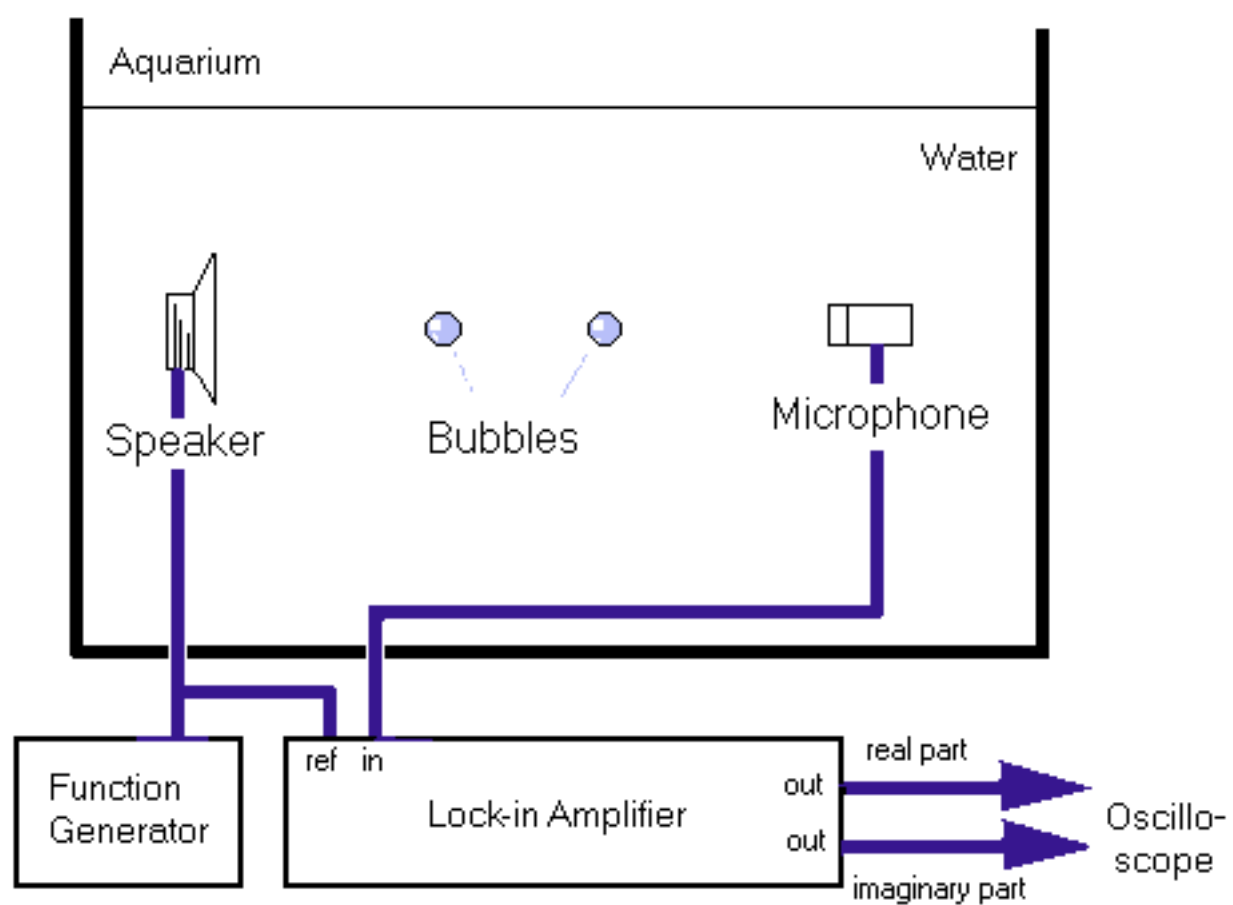 Aquarium
Water
Speaker
Bubbles
Microphone
Function
Generator
ref in
Lock-in Amplifier
out
out
real part
imaginary part
Oscillo-
scope